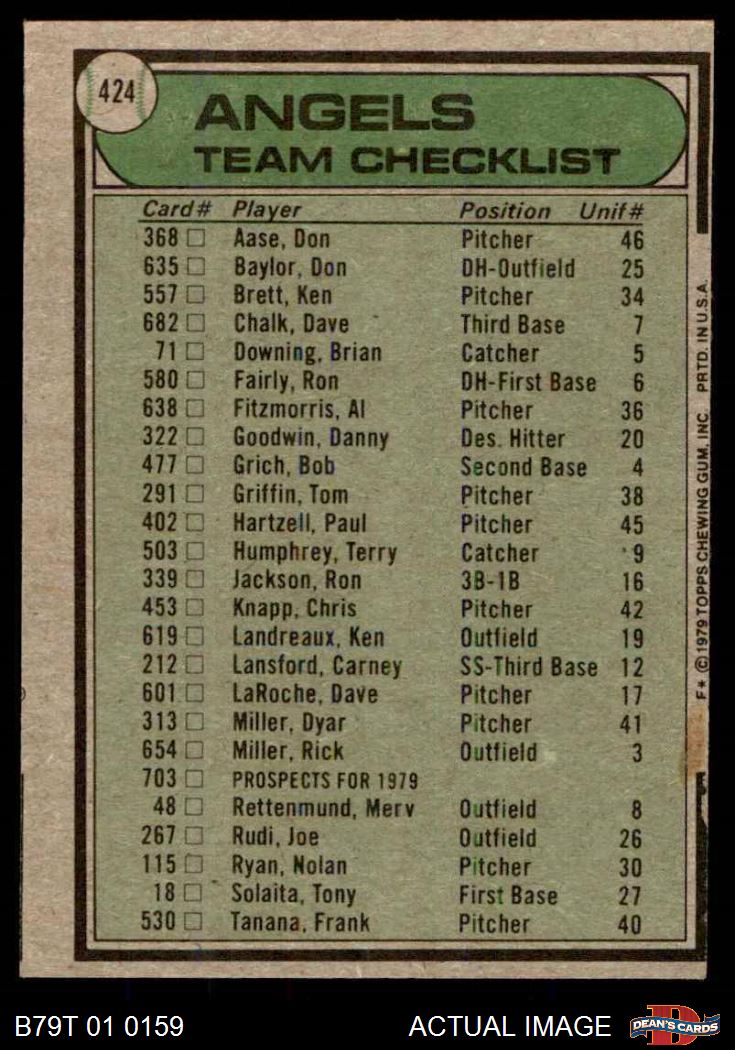 424
ANGELS
TEAM CHECKLIST
Card# Player Position Unif#
368 Aase, Don Pitcher 46
635 Baylor, Don DH-Outfield 25
557 Brett, Ken Pitcher 34
682 Chalk, Dave Third Base 7
71 Downing, Brian Catcher 5
580 Fairly, Ron DH-First Base 6
638 Fitzmorris, Al Pitcher 36
322 Goodwin, Danny Des. Hitter 20
477 Grich, Bob Second Base 4
291 Griffin, Tom Pitcher 38
402 Hartzell, Paul Pitcher 45
503 Humphrey, Terry Catcher 9
339 Jackson, Ron 3B-1B 16
453 Knapp, Chris Pitcher 42
619 Landreaux, Ken Outfield 19
212 Lansford, Carney SS-Third Base 12
601 LaRoche, Dave Pitcher 17
313 Miller, Dyar Pitcher 41
654 Miller, Rick Outfield 3
703 PROSPECTS FOR 1979
48 Rettenmund, Merv Outfield 8
267 Rudi, Joe Outfield 26
115 Ryan, Nolan Pitcher 30
18 Solaita, Tony First Base 27
530 Tanana, Frank Pitcher 40
F* © 1979 TOPPS CHEWING GUM, INC. PRTD. IN U.S.A.
B79T 01 0159 ACTUAL IMAGE
DEAN'S CARDS